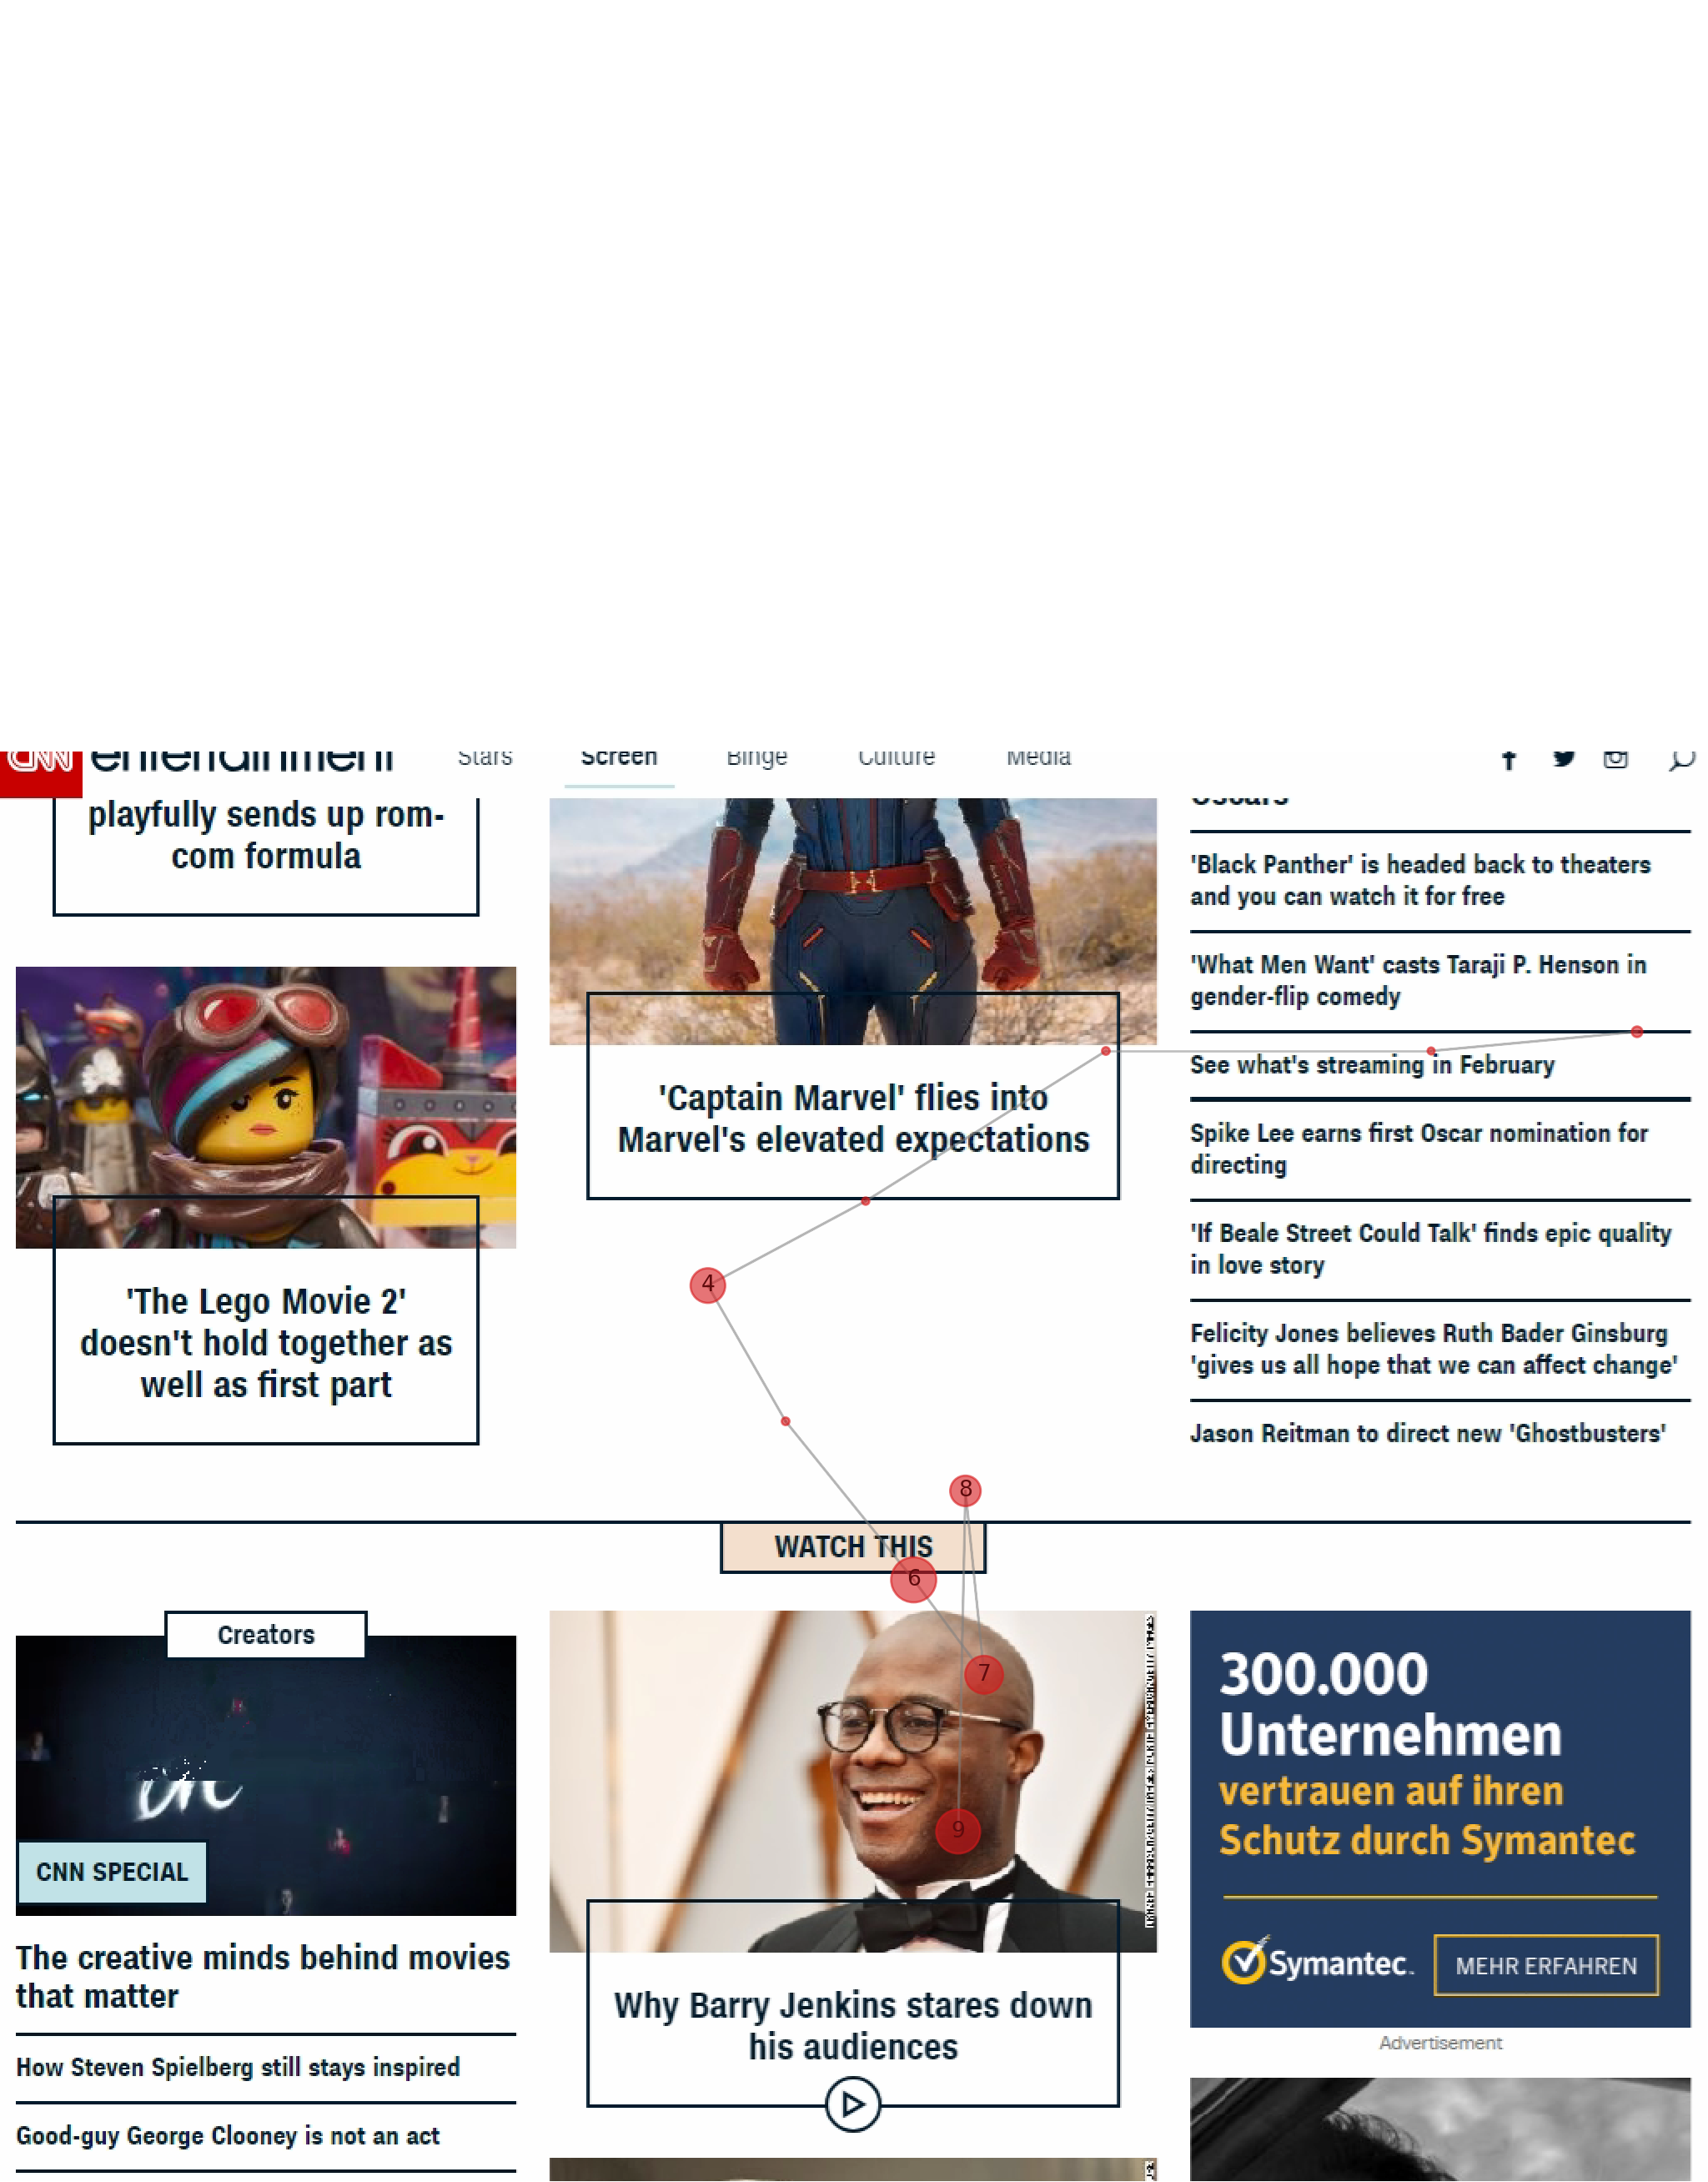 CNN entertainment Stars Screen Binge Culture Media
playfully sends up rom-
com formula
'The Lego Movie 2'
doesn't hold together as
well as first part
'Captain Marvel' flies into
Marvel's elevated expectations
Oscars
'Black Panther' is headed back to theaters
and you can watch it for free
'What Men Want' casts Taraji P. Henson in
gender-flip comedy
See what's streaming in February
Spike Lee earns first Oscar nomination for
directing
'If Beale Street Could Talk' finds epic quality
in love story
Felicity Jones believes Ruth Bader Ginsburg
'gives us all hope that we can affect change'
Jason Reitman to direct new 'Ghostbusters'
4
8
WATCH THIS
6
Creators
CNN SPECIAL
The creative minds behind movies
that matter
How Steven Spielberg still stays inspired
Good-guy George Clooney is not an act
7
9
Why Barry Jenkins stares down
his audiences
300.000
Unternehmen
vertrauen auf ihren
Schutz durch Symantec
Symantec
MEHR ERFAHREN
Advertisement